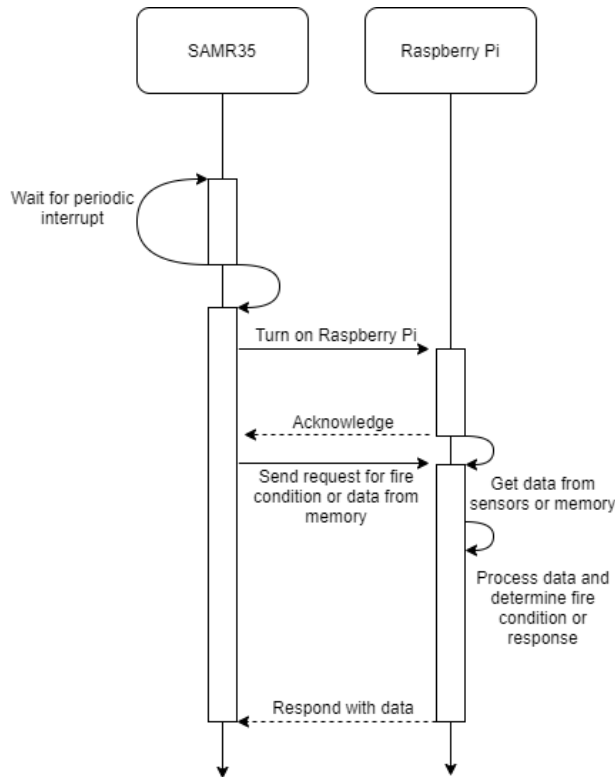 SAMR35
Raspberry Pi
Wait for periodic
interrupt
Turn on Raspberry Pi
Acknowledge
Send request for fire
condition or data from
memory
Get data from
sensors or memory
Process data and
determine fire
condition or
response
Respond with data